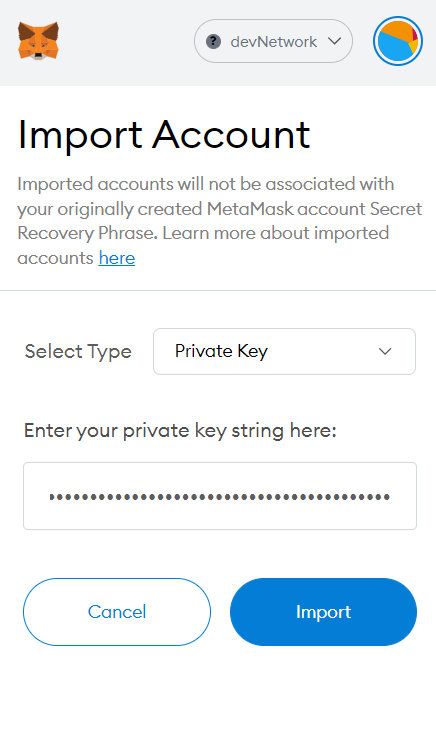 devNetwork
Import Account
Imported accounts will not be associated with
your originally created MetaMask account Secret
Recovery Phrase. Learn more about imported
accounts here
Select Type
Private Key
Enter your private key string here:
Cancel
Import